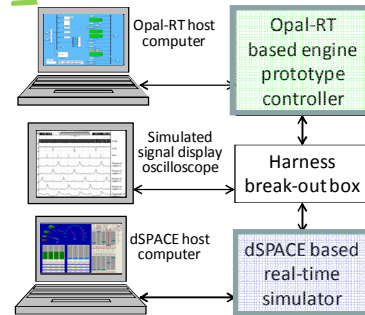 Opal-RT host
computer
Opal-RT
based engine
prototype
controller
Simulated
signal display
oscilloscope
Harness
break-out box
dSPACE host
computer
dSPACE based
real-time
simulator